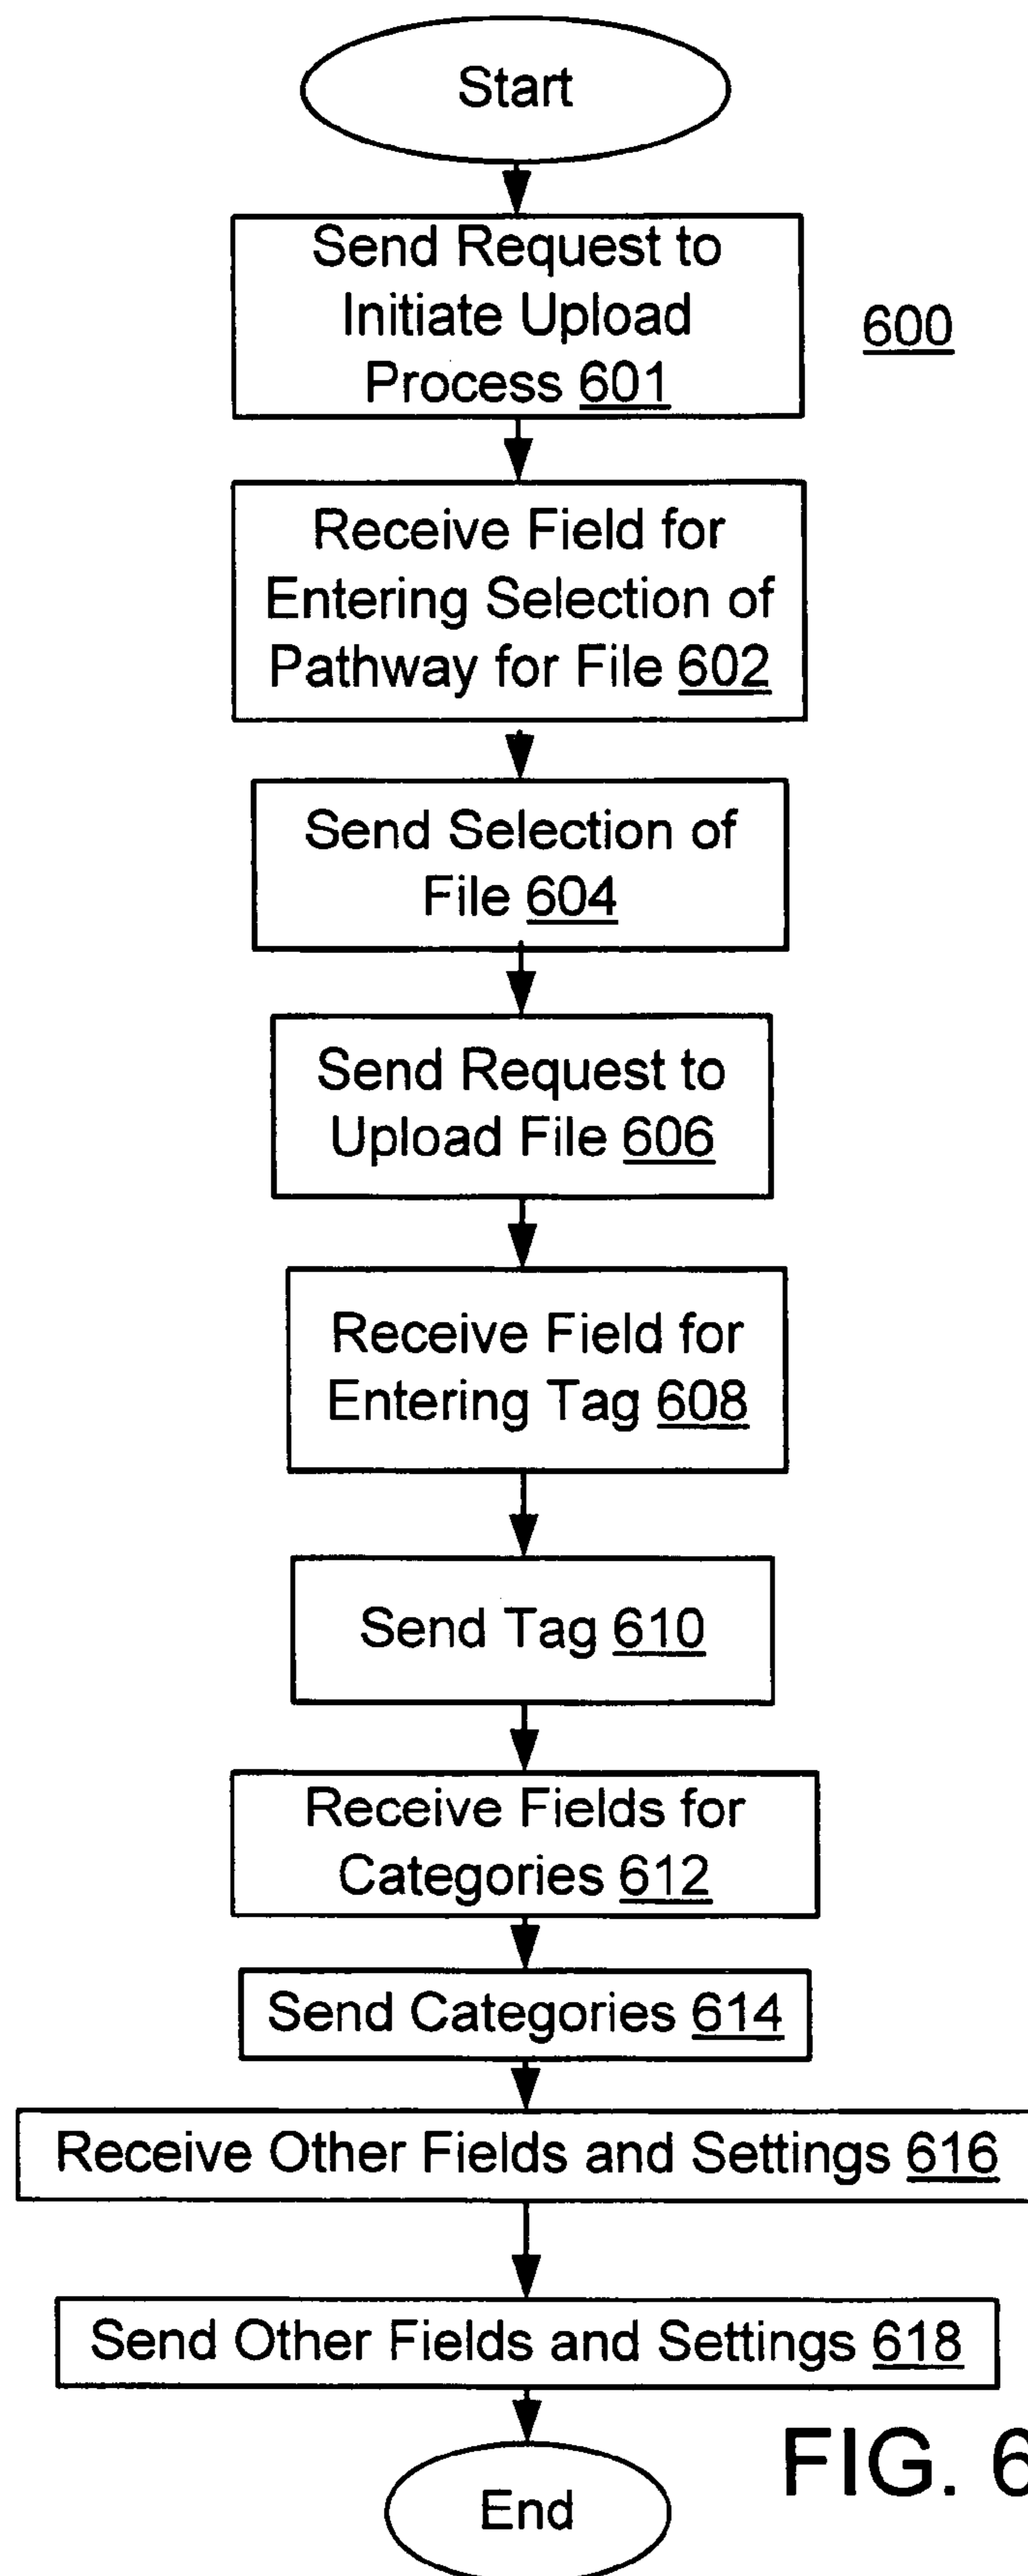 Start
Send Request to
Initiate Upload
Process 601
600
Receive Field for
Entering Selection of
Pathway for File 602
Send Selection of
File 604
Send Request to
Upload File 606
Receive Field for
Entering Tag 608
Send Tag 610
Receive Fields for
Categories 612
Send Categories 614
Receive Other Fields and Settings 616
Send Other Fields and Settings 618
FIG. 6
End